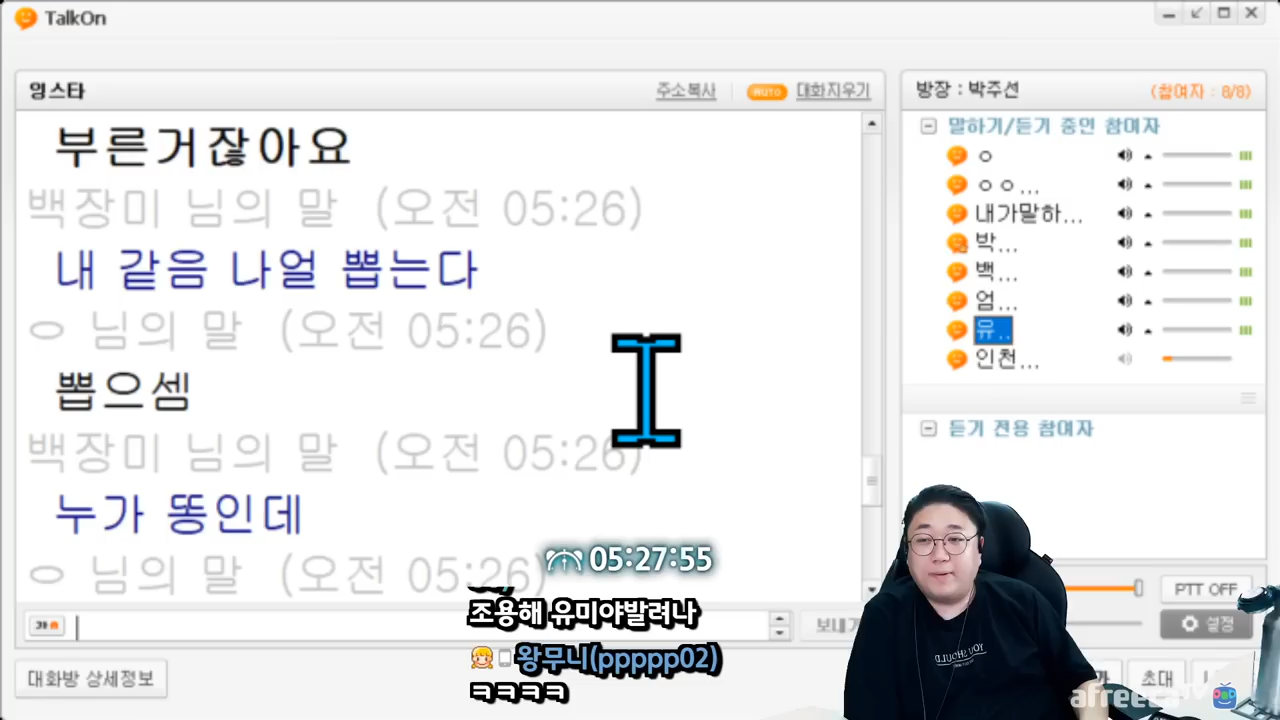 TalkOn
잉스타
주소복사
AUTO
대화지우기
부른거잖아요
백장미 님의 말 (오전 05:26)
내 같음 나얼 뽑는다
ㅇ 님의 말 (오전 05:26)
뽑으셈
백장미 님의 말 (오전 05:26)
누가 똥인데
ㅇ 님의 말 (오전 05:26)
05:27:55
조용해 유미야발려나
왕무니(ppppp02)
ㅋㅋㅋㅋ
대화방 상세정보
방장 : 박주선
(참여자 : 8/8)
말하기/듣기 중인 참여자
ㅇ
ㅇㅇ...
내가말하...
박...
백...
엄...
유...
인천...
듣기 전용 참여자
PTT OFF
설정
초대